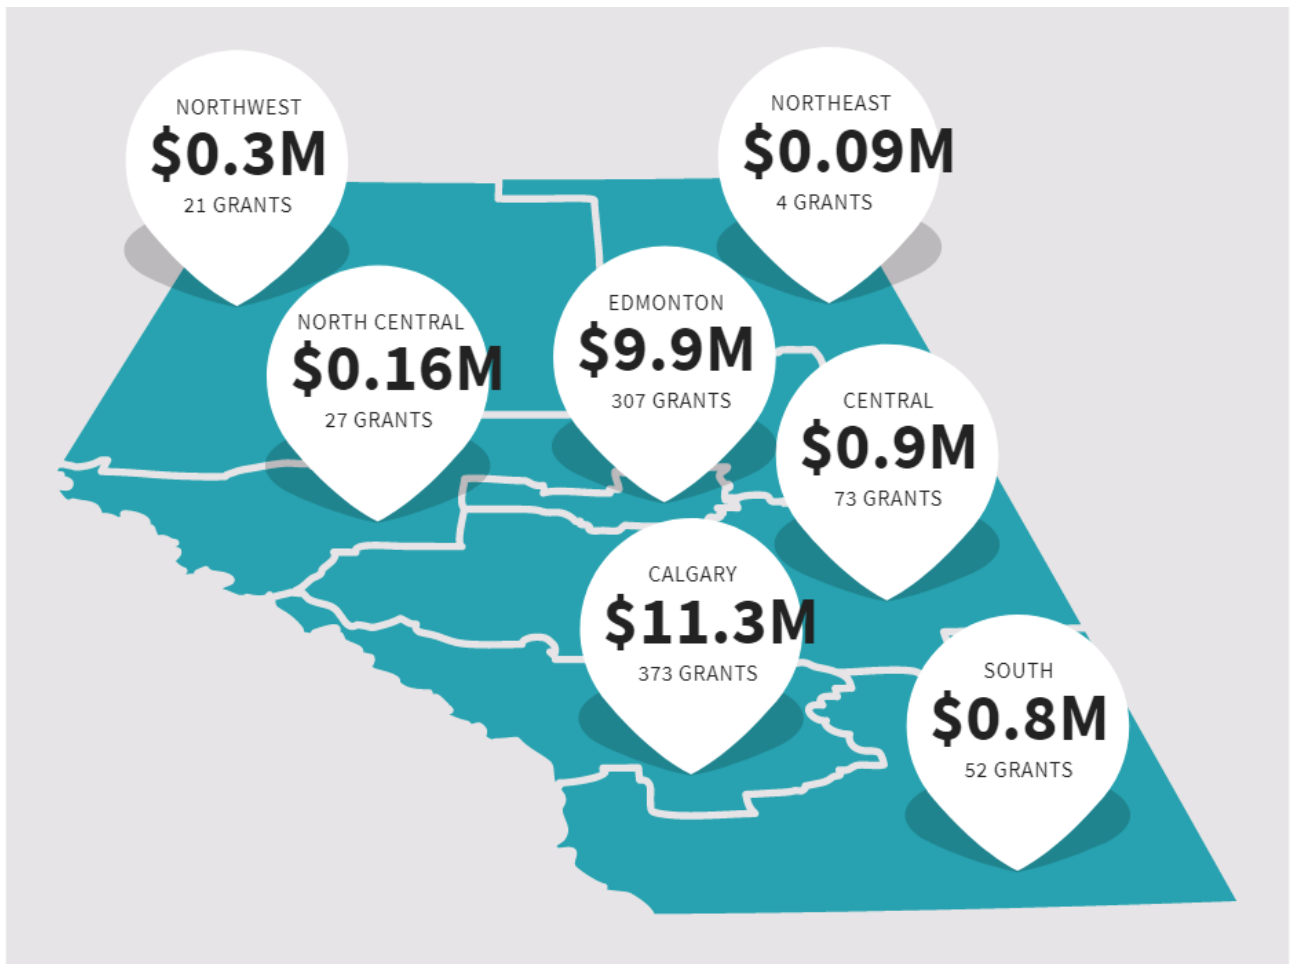 NORTHWEST
$0.3M
21 GRANTS
NORTHEAST
$0.09M
4 GRANTS
NORTH CENTRAL
$0.16M
27 GRANTS
EDMONTON
$9.9M
307 GRANTS
CENTRAL
$0.9M
73 GRANTS
CALGARY
$11.3M
373 GRANTS
SOUTH
$0.8M
52 GRANTS